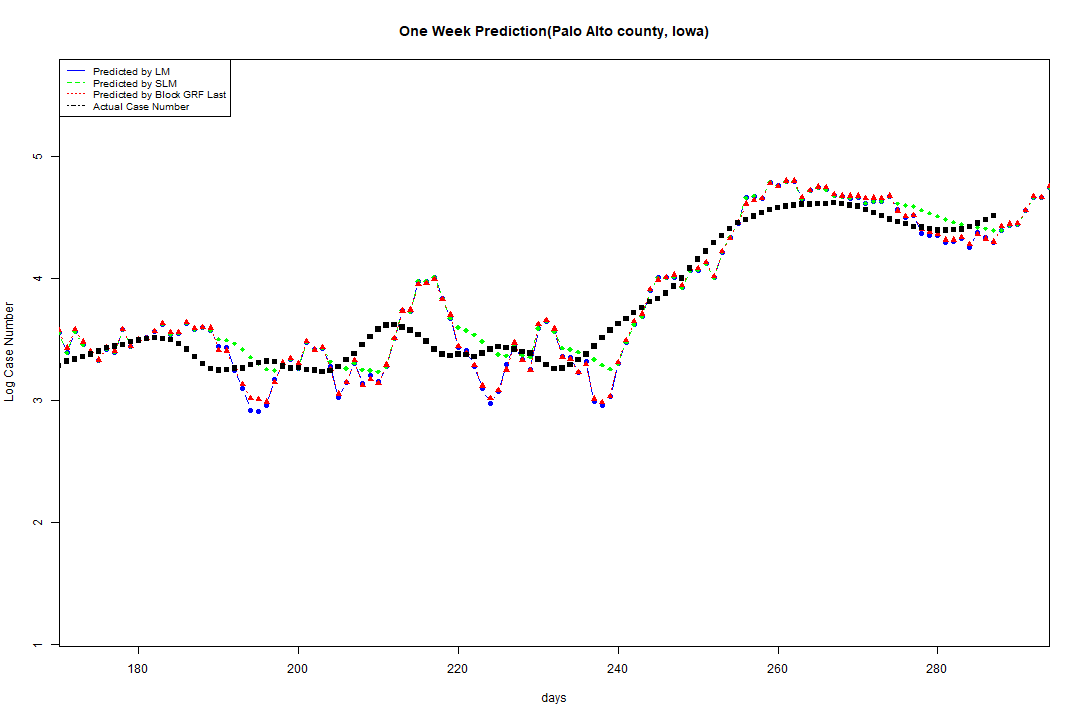 One Week Prediction(Palo Alto county, Iowa)
Predicted by LM
Predicted by SLM
Predicted by Block GRF Last
Actual Case Number
5
4
3
2
1
Log Case Number
180 200 220 240 260 280
days